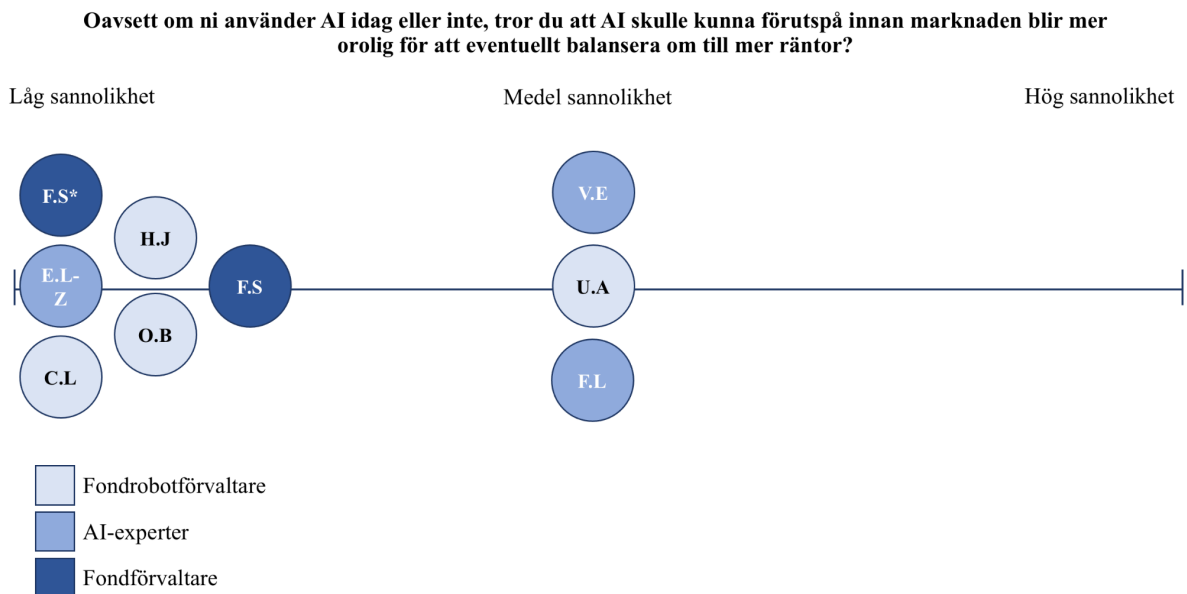 Oavsett om ni använder AI idag eller inte, tror du att AI skulle kunna förutspå innan marknaden blir mer
orolig för att eventuellt balansera om till mer räntor?
Låg sannolikhet
Medel sannolikhet
Hög sannolikhet
F.S*
H.J
E.L-
Z
F.S
O.B
C.L
V.E
U.A
F.L
Fondrobotförvaltare
AI-experter
Fondförvaltare